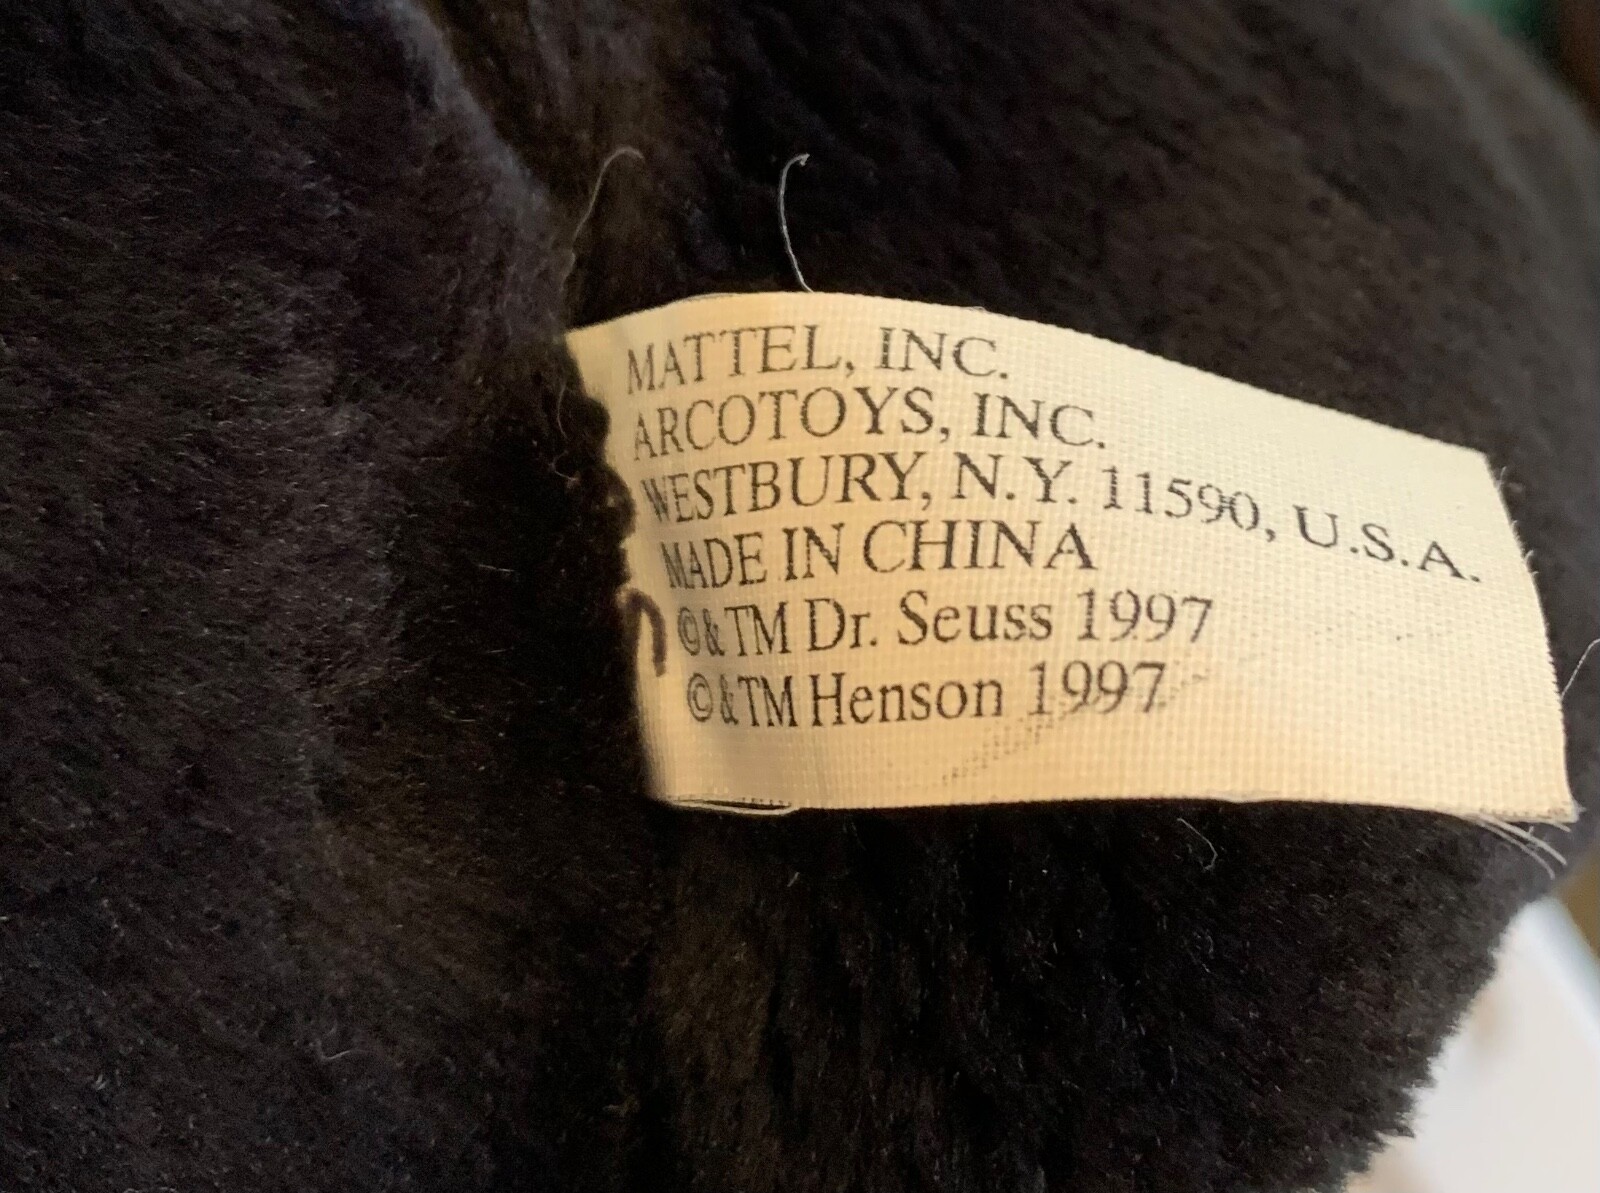 MATTEL, INC.
ARCOTOYS, INC.
WESTBURY, N.Y. 11590, U.S.A.
MADE IN CHINA
©&TM Dr. Seuss 1997
©&TM Henson 1997